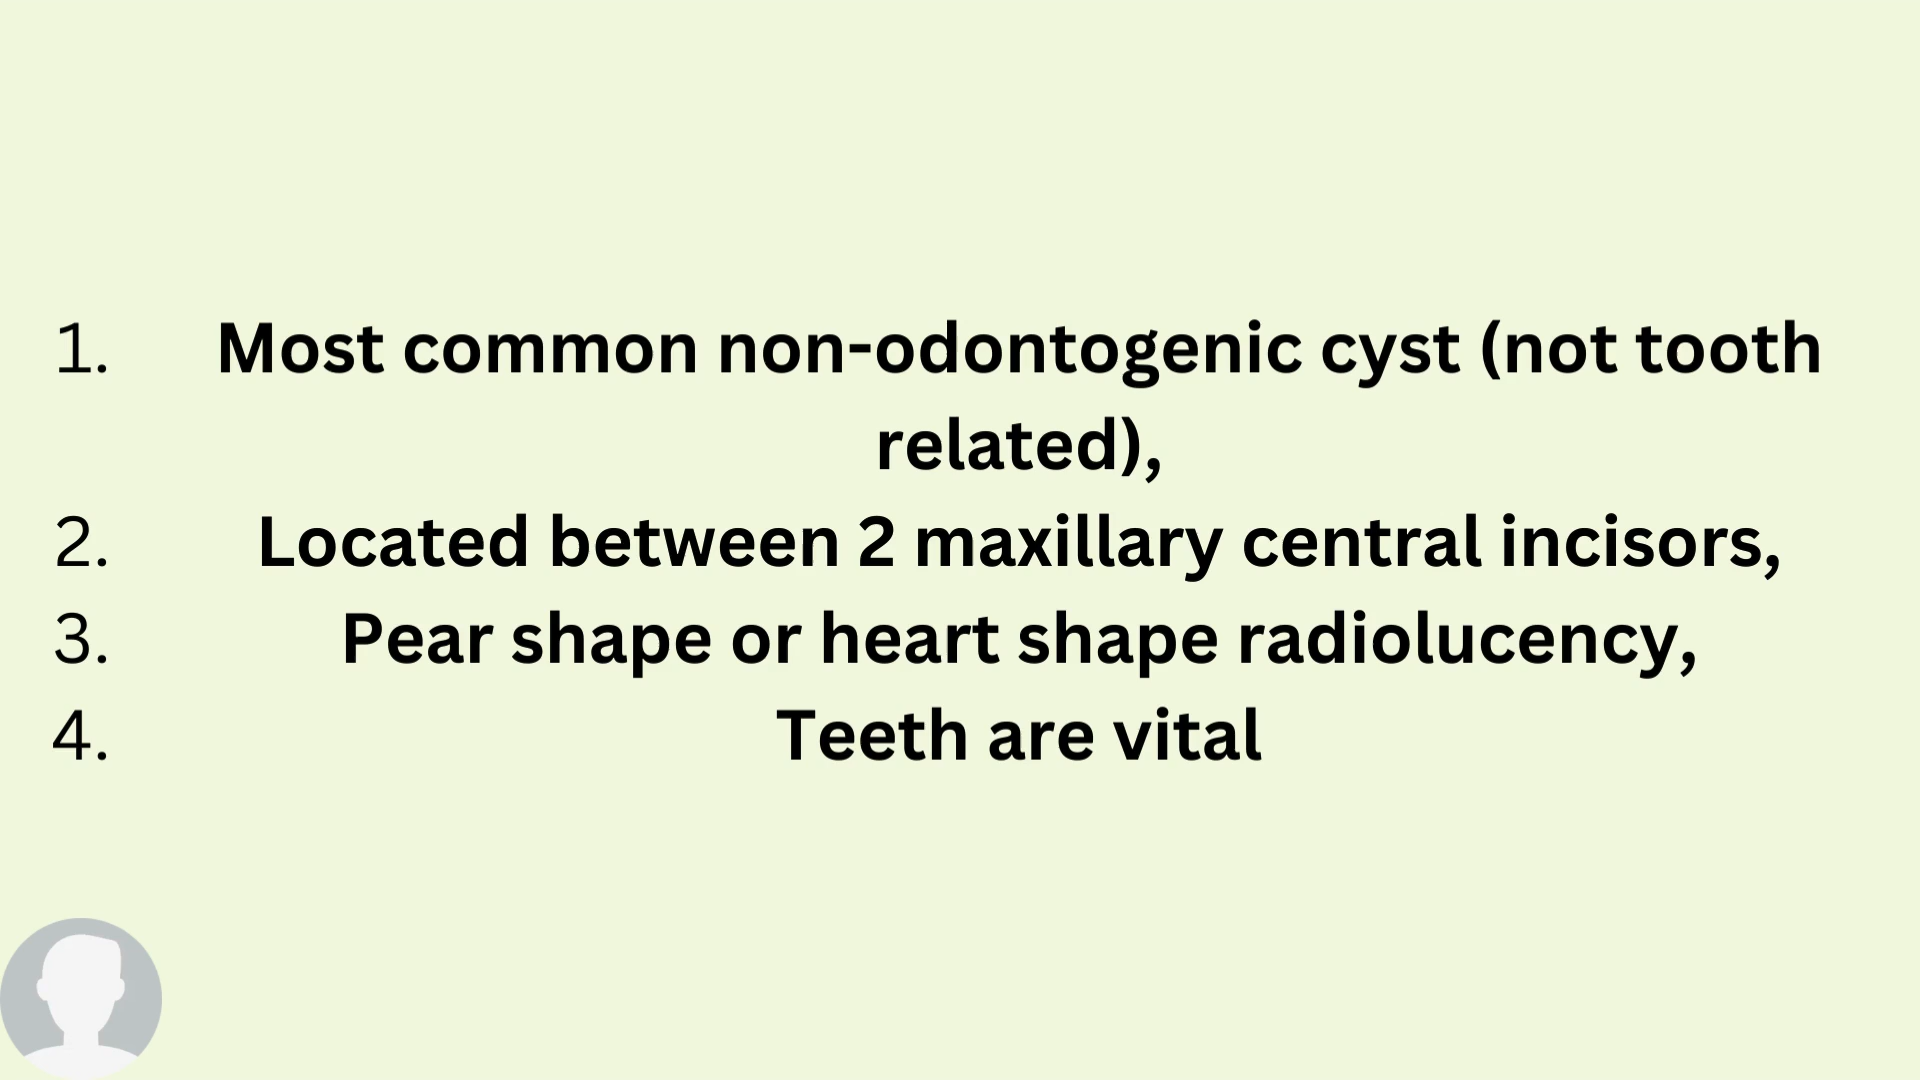 1. Most common non-odontogenic cyst (not tooth
related),
2. Located between 2 maxillary central incisors,
3. Pear shape or heart shape radiolucency,
4. Teeth are vital